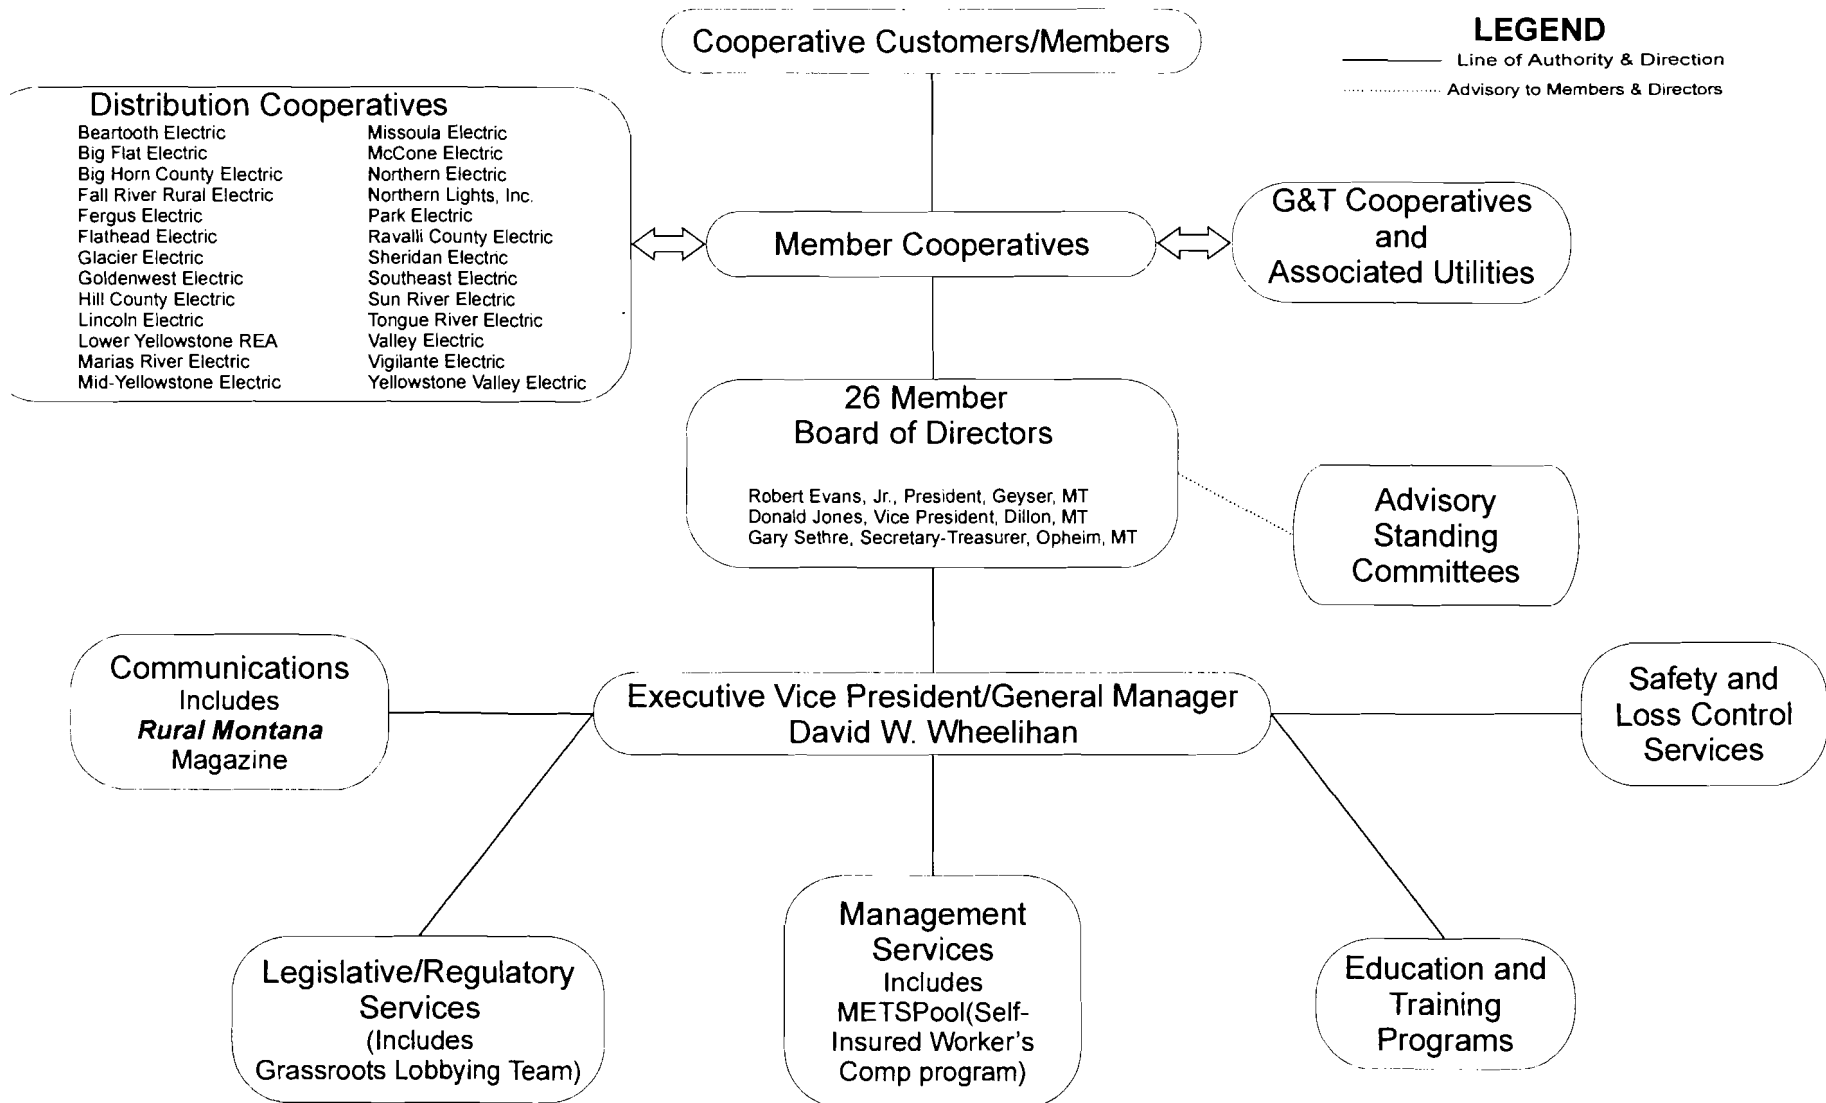 Cooperative Customers/Members
LEGEND
Line of Authority & Direction
Advisory to Members & Directors
Distribution Cooperatives
Beartooth Electric
Big Flat Electric
Big Horn County Electric
Fall River Rural Electric
Fergus Electric
Flathead Electric
Glacier Electric
Goldenwest Electric
Hill County Electric
Lincoln Electric
Lower Yellowstone REA
Marias River Electric
Mid-Yellowstone Electric
Missoula Electric
McCone Electric
Northern Electric
Northern Lights, Inc.
Park Electric
Ravalli County Electric
Sheridan Electric
Southeast Electric
Sun River Electric
Tongue River Electric
Valley Electric
Vigilante Electric
Yellowstone Valley Electric
Member Cooperatives
G&T Cooperatives
and
Associated Utilities
26 Member
Board of Directors
Robert Evans, Jr., President, Geyser, MT
Donald Jones, Vice President, Dillon, MT
Gary Sethre, Secretary-Treasurer, Opheim, MT
Advisory
Standing
Committees
Communications
Includes
Rural Montana
Magazine
Executive Vice President/General Manager
David W. Wheelihan
Safety and
Loss Control
Services
Legislative/Regulatory
Services
(Includes
Grassroots Lobbying Team)
Management
Services
Includes
METSPool(Self-
Insured Worker's
Comp program)
Education and
Training
Programs